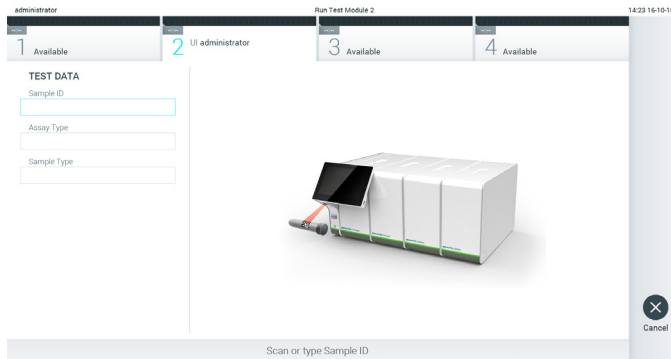 administrator
Run Test Module 2
14:23 16-10-1
--:--
--:--
--:--
--:--
1 Available
2 UI administrator
3 Available
4 Available
TEST DATA
Sample ID
Assay Type
Sample Type
Cancel
Scan or type Sample ID